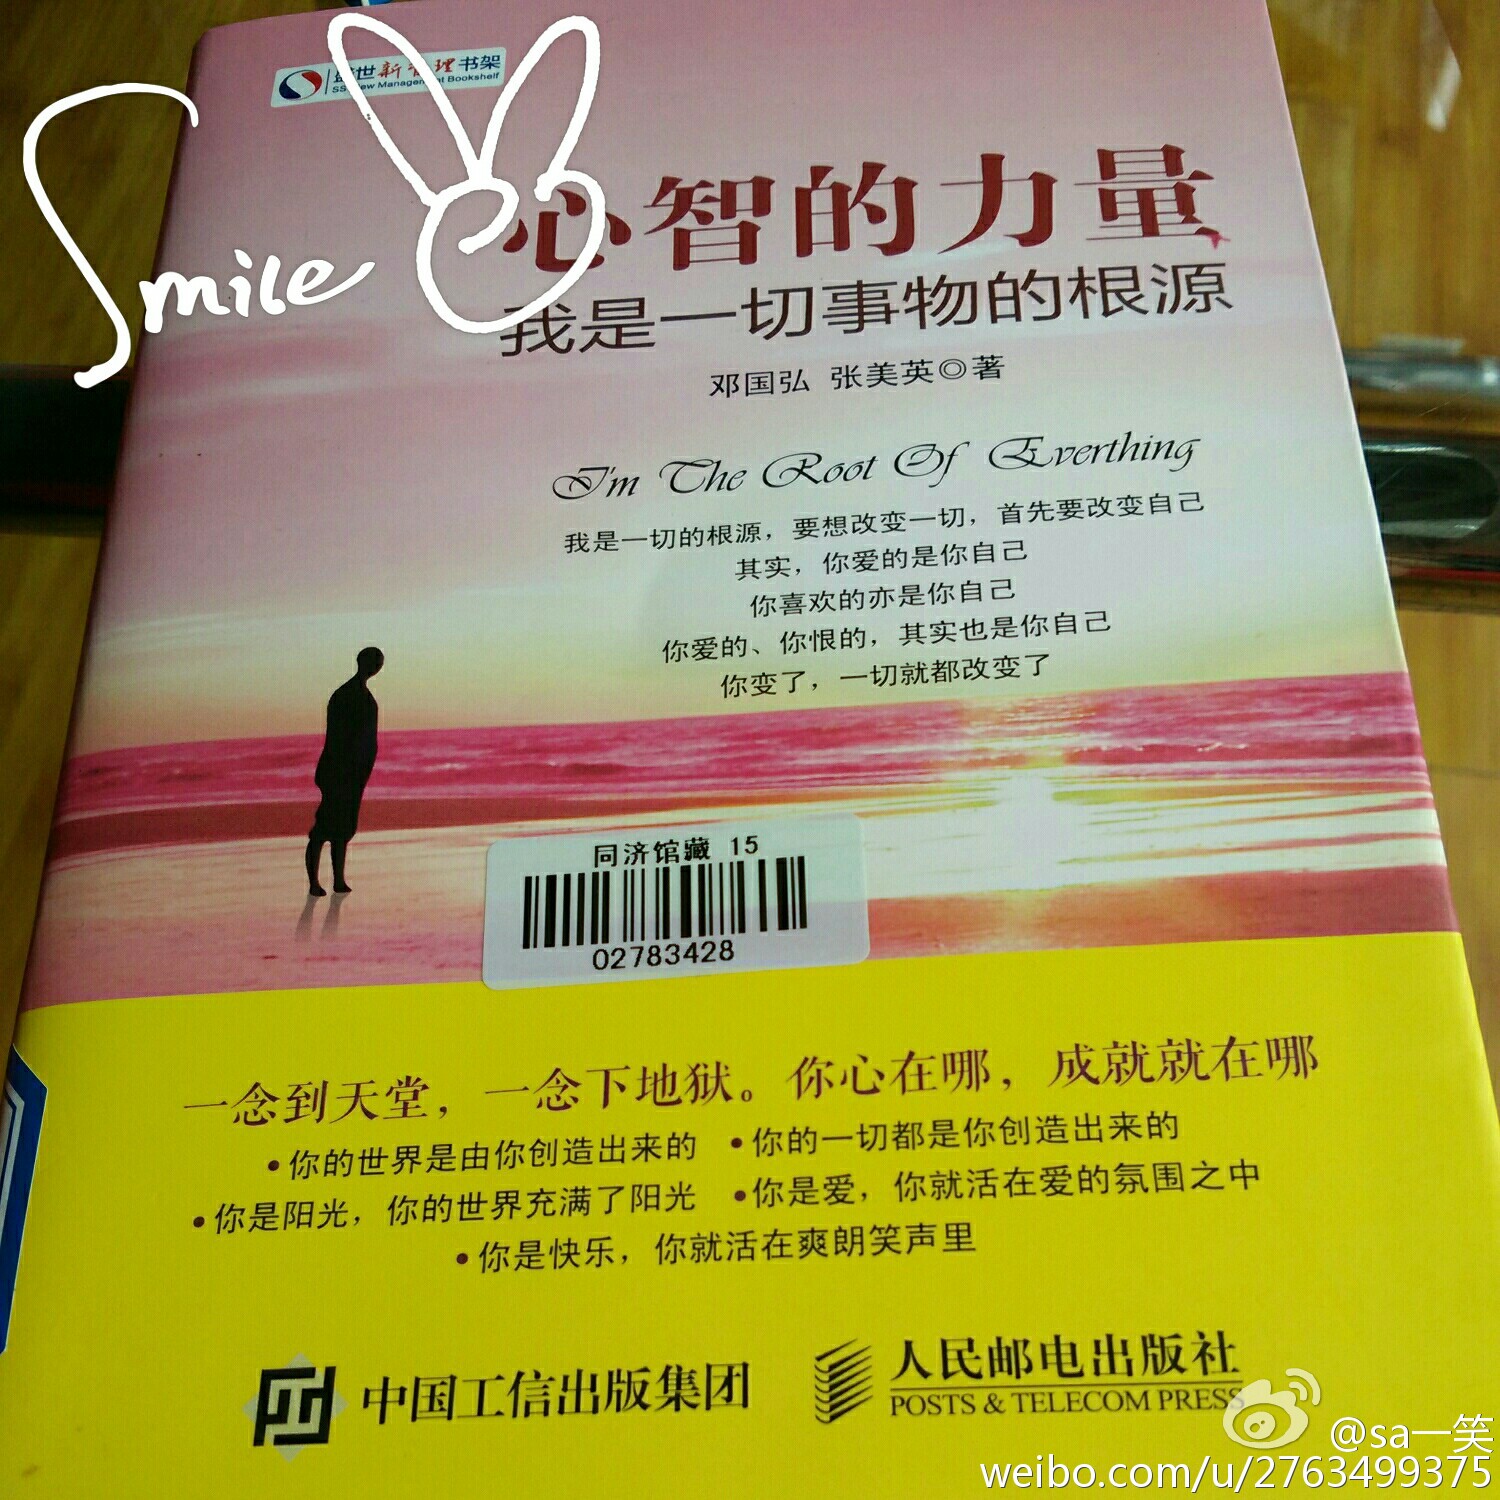 世新管理书架
New Management Bookshelf
Smile
心智的力量
我是一切事物的根源
邓国弘 张美英◎著
I'm The Root Of Everthing
我是一切的根源，要想改变一切，首先要改变自己
其实，你爱的是你自己
你喜欢的亦是你自己
你爱的、你恨的，其实也是你自己
你变了，一切就都改变了
同济馆藏 15
02783428
一念到天堂，一念下地狱。你心在哪，成就就在哪
•你的世界是由你创造出来的 •你的一切都是你创造出来的
•你是阳光，你的世界充满了阳光 •你是爱，你就活在爱的氛围之中
•你是快乐，你就活在爽朗笑声里
中国工信出版集团
人民邮电出版社
POSTS & TELECOM PRESS
@sa一笑
weibo.com/u/2763499375